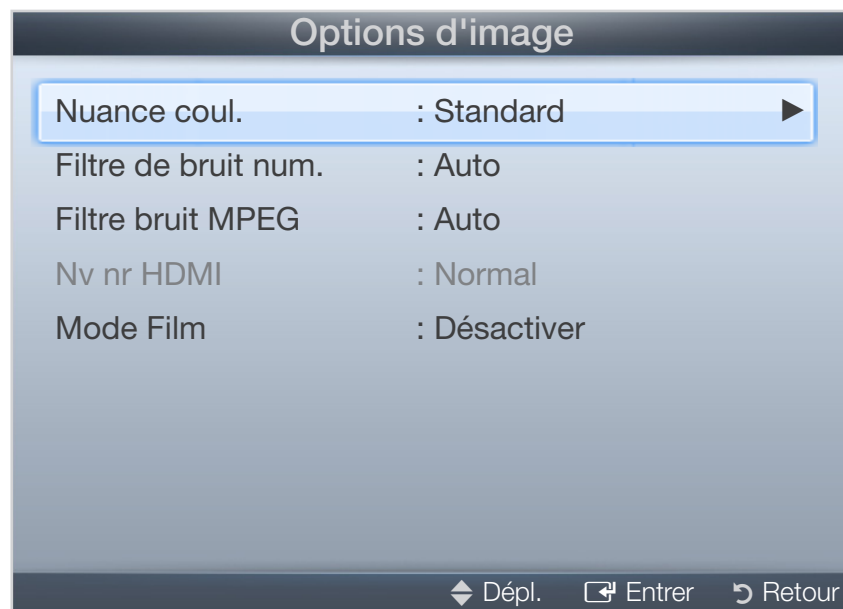 Options d'image
Nuance coul. : Standard ▶
Filtre de bruit num. : Auto
Filtre bruit MPEG : Auto
Nv nr HDMI : Normal
Mode Film : Désactiver
Dépl. Entrer Retour